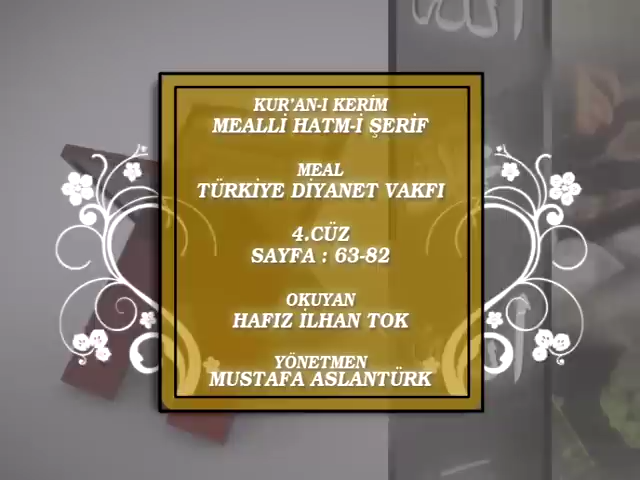 KUR'AN-I KERİM
MEALLİ HATM-İ ŞERİF
MEAL
TÜRKİYE DİYANET VAKFI
4.CÜZ
SAYFA : 63-82
OKUYAN
HAFIZ İLHAN TOK
YÖNETMEN
MUSTAFA ASLANTÜRK